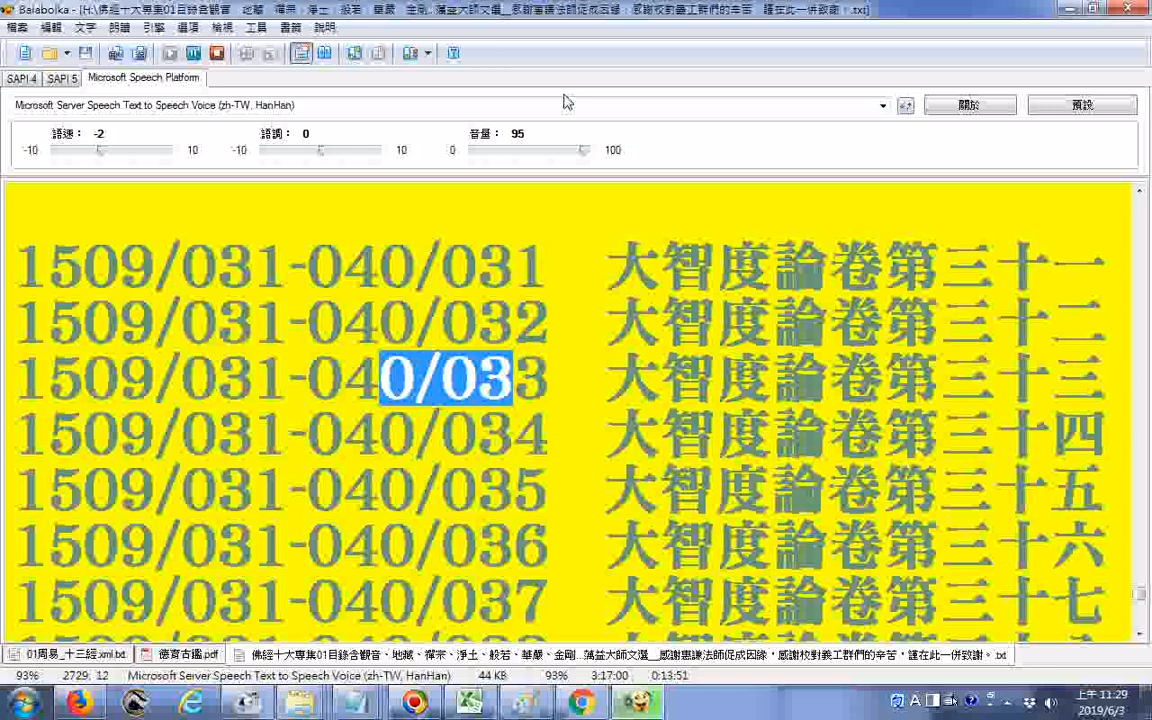 Balabolka - [H:\佛經十大專集01目錄含觀音、地藏、禪宗、淨土、般若、華嚴、金剛...蕅益大師文選__感謝憲謙法師促成因緣，感謝校對義工群們的辛苦，謹在此一併致謝。.txt]
檔案 編輯 文字 朗讀 引擎 選項 檢視 工具 書籤 說明
SAPI 4 SAPI 5 Microsoft Speech Platform
Microsoft Server Speech Text to Speech Voice (zh-TW, HanHan) 關於 預設
語速： -2 語調： 0 音量： 95
-10 10 -10 10 0 100
1509/031-040/031 大智度論卷第三十一
1509/031-040/032 大智度論卷第三十二
1509/031-040/033 大智度論卷第三十三
1509/031-040/034 大智度論卷第三十四
1509/031-040/035 大智度論卷第三十五
1509/031-040/036 大智度論卷第三十六
1509/031-040/037 大智度論卷第三十七
01周易_十三經.xml.txt 德育古鑑.pdf 佛經十大專集01目錄含觀音、地藏、禪宗、淨土、般若、華嚴、金剛...蕅益大師文選__感謝憲謙法師促成因緣，感謝校對義工群們的辛苦，謹在此一併致謝。.txt
93% 2729, 12 Microsoft Server Speech Text to Speech Voice (zh-TW, HanHan) 44 KB 93% 3:17:00 0:13:51
上午 11:29
2019/6/3